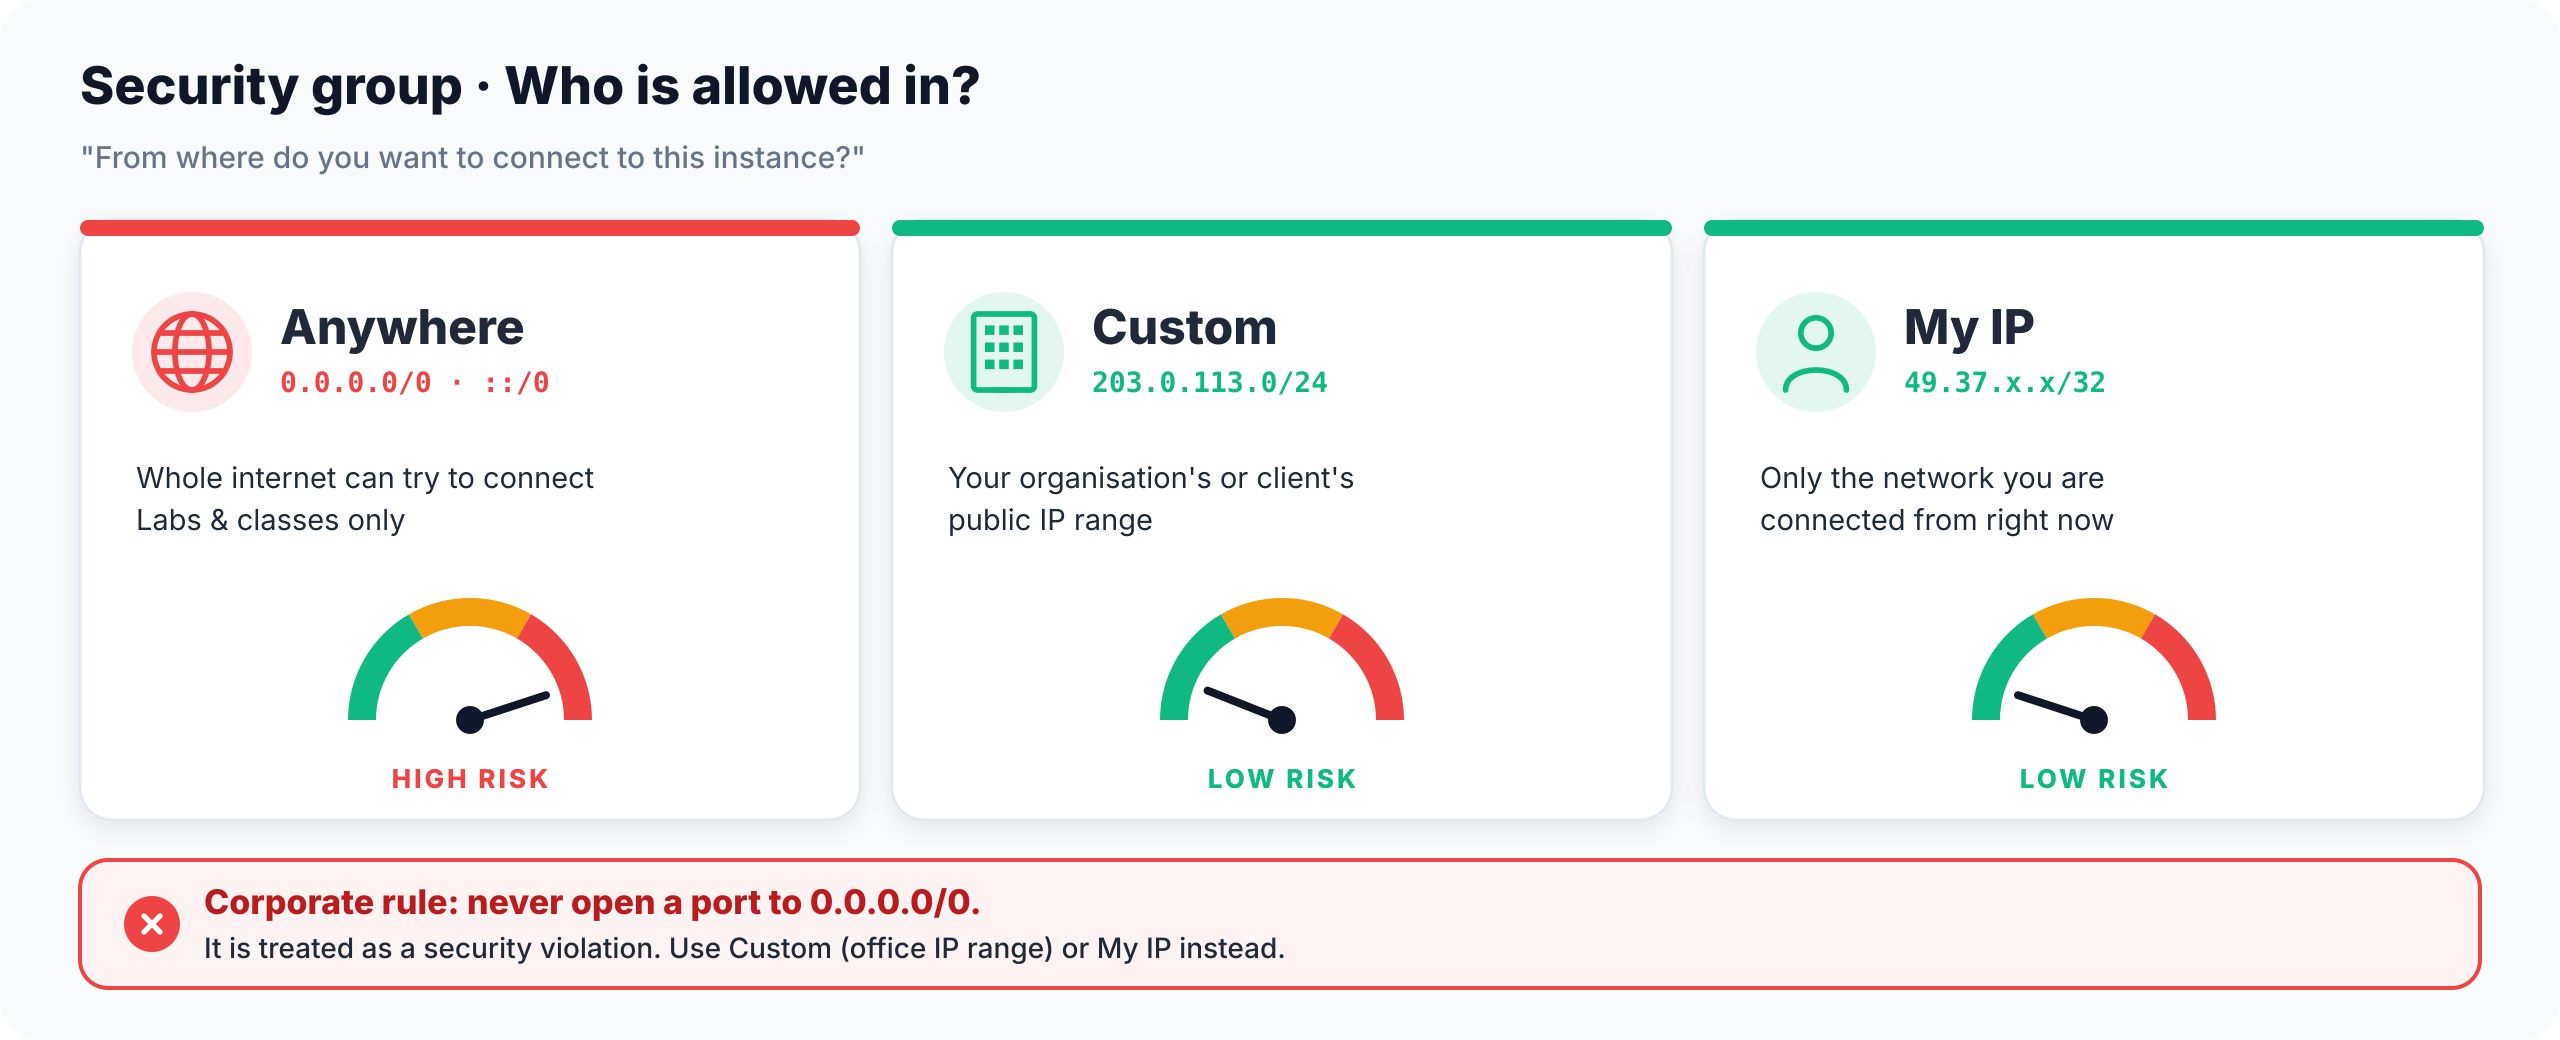 Security group · Who is allowed in?
"From where do you want to connect to this instance?"
Anywhere
0.0.0.0/0 · ::/0
Whole internet can try to connect
Labs & classes only
HIGH RISK
Custom
203.0.113.0/24
Your organisation's or client's
public IP range
LOW RISK
My IP
49.37.x.x/32
Only the network you are
connected from right now
LOW RISK
Corporate rule: never open a port to 0.0.0.0/0.
It is treated as a security violation. Use Custom (office IP range) or My IP instead.